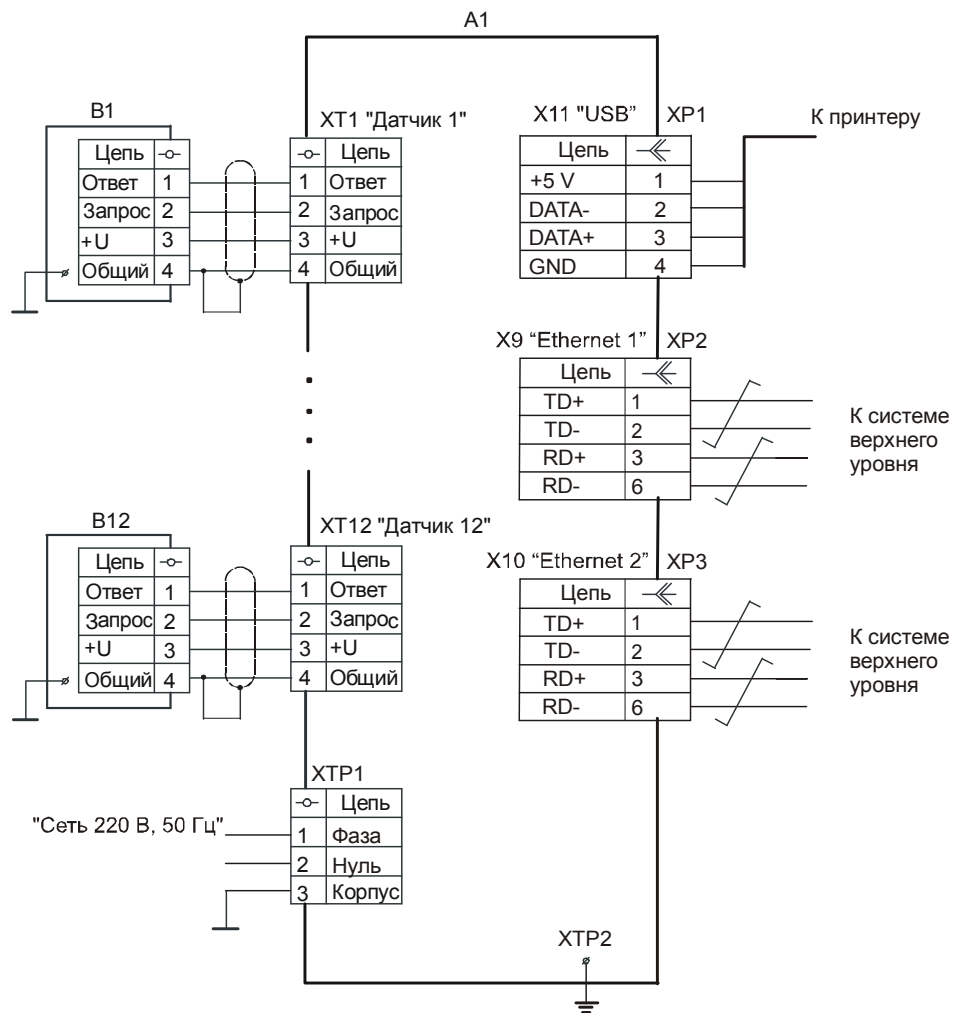 A1
B1
Цепь
Ответ 1
Запрос 2
+U 3
Общий 4
XT1 "Датчик 1"
Цепь
1 Ответ
2 Запрос
3 +U
4 Общий
X11 "USB” XP1
Цепь
+5 V 1
DATA- 2
DATA+ 3
GND 4
К принтеру
X9 “Ethernet 1” XP2
Цепь
TD+ 1
TD- 2
RD+ 3
RD- 6
К системе
верхнего
уровня
B12
Цепь
Ответ 1
Запрос 2
+U 3
Общий 4
XT12 "Датчик 12"
Цепь
1 Ответ
2 Запрос
3 +U
4 Общий
X10 “Ethernet 2” XP3
Цепь
TD+ 1
TD- 2
RD+ 3
RD- 6
К системе
верхнего
уровня
XTP1
Цепь
"Сеть 220 В, 50 Гц"
1 Фаза
2 Нуль
3 Корпус
XTP2